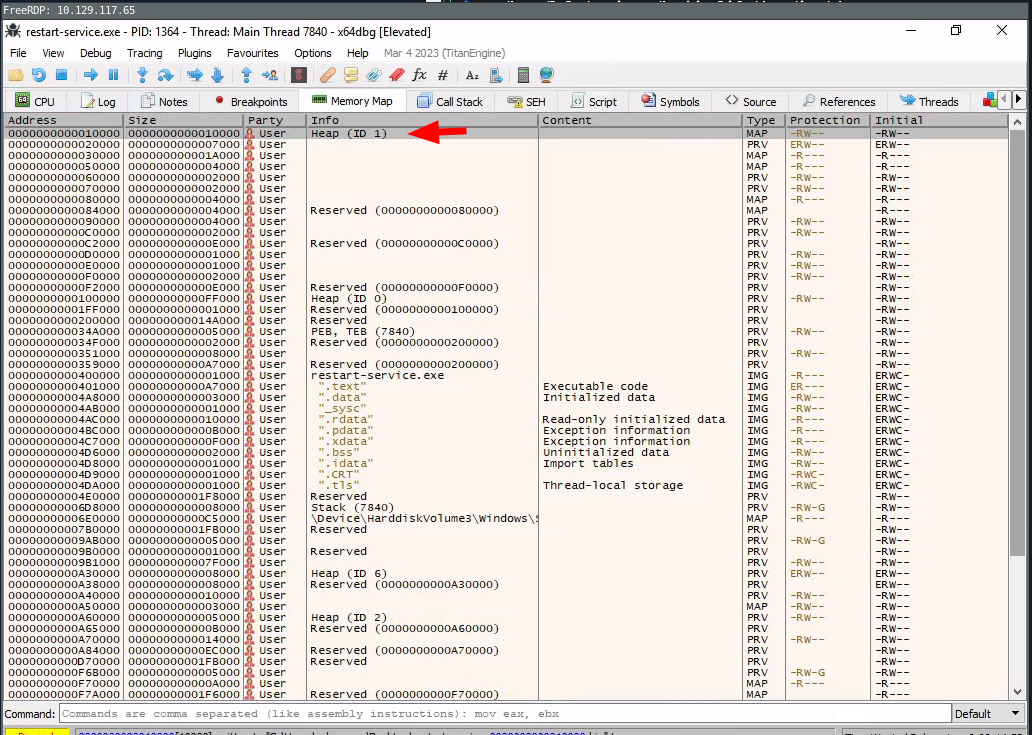 FreeRDP: 10.129.117.65
restart-service.exe - PID: 1364 - Thread: Main Thread 7840 - x64dbg [Elevated]
File View Debug Tracing Plugins Favourites Options Help Mar 4 2023 (TitanEngine)
CPU Log Notes Breakpoints Memory Map Call Stack SEH Script Symbols Source References Threads
Address Size Party Info Content Type Protection Initial
0000000000010000 0000000000010000 User Heap (ID 1) MAP -RW-- -RW--
0000000000020000 0000000000007000 User PRV ERW-- ERW--
0000000000030000 000000000001A000 User MAP -R--- -R---
0000000000050000 0000000000004000 User MAP -R--- -R---
0000000000060000 0000000000002000 User PRV -RW-- -RW--
0000000000070000 0000000000002000 User PRV -RW-- -RW--
0000000000080000 0000000000004000 User MAP -R--- -R---
0000000000084000 0000000000004000 User Reserved (0000000000080000) MAP -R---
0000000000090000 0000000000004000 User PRV -RW-- -RW--
00000000000C0000 0000000000002000 User PRV -RW-- -RW--
00000000000C2000 000000000000E000 User Reserved (00000000000C0000) PRV -RW--
00000000000D0000 0000000000001000 User PRV -RW-- -RW--
00000000000E0000 0000000000001000 User PRV -RW-- -RW--
00000000000F0000 0000000000002000 User PRV -RW-- -RW--
00000000000F2000 000000000000E000 User Reserved (00000000000F0000) PRV -RW--
0000000000100000 00000000000FF000 User Heap (ID 0) PRV -RW-- -RW--
00000000001FF000 0000000000001000 User Reserved (0000000000100000) PRV -RW--
0000000000200000 000000000014A000 User Reserved PRV -RW--
000000000034A000 0000000000005000 User PEB, TEB (7840) PRV -RW-- -RW--
000000000034F000 0000000000002000 User Reserved (0000000000200000) PRV -RW--
0000000000351000 0000000000008000 User PRV -RW-- -RW--
0000000000359000 00000000000A7000 User Reserved (0000000000200000) PRV -RW--
0000000000400000 0000000000001000 User restart-service.exe IMG -R--- ERWC-
0000000000401000 00000000000A7000 User ".text" Executable code IMG ER--- ERWC-
00000000004A8000 0000000000003000 User ".data" Initialized data IMG -RW-- ERWC-
00000000004AB000 0000000000001000 User "_sysc" IMG -RW-- ERWC-
00000000004AC000 0000000000010000 User ".rdata" Read-only initialized data IMG -R--- ERWC-
00000000004BC000 000000000000B000 User ".pdata" Exception information IMG -R--- ERWC-
00000000004C7000 000000000000F000 User ".xdata" Exception information IMG -R--- ERWC-
00000000004D6000 0000000000002000 User ".bss" Uninitialized data IMG -RW-- ERWC-
00000000004D8000 0000000000001000 User ".idata" Import tables IMG -RW-- ERWC-
00000000004D9000 0000000000001000 User ".CRT" IMG -RWC- ERWC-
00000000004DA000 0000000000001000 User ".tls" Thread-local storage IMG -RWC- ERWC-
00000000004E0000 00000000001F8000 User Reserved PRV -RW--
00000000006D8000 0000000000008000 User Stack (7840) PRV -RW-G -RW--
00000000006E0000 00000000000C5000 User \Device\HarddiskVolume3\Windows\S MAP -R--- -R---
00000000007B0000 00000000001FB000 User Reserved PRV -RW--
00000000009AB000 0000000000005000 User PRV -RW-G -RW--
00000000009B0000 0000000000001000 User Reserved PRV -RW--
00000000009B1000 000000000007F000 User PRV -RW--
0000000000A30000 0000000000008000 User Heap (ID 6) PRV ERW-- ERW--
0000000000A38000 0000000000008000 User Reserved (0000000000A30000) PRV ERW--
0000000000A40000 0000000000010000 User PRV -RW-- -RW--
0000000000A50000 0000000000003000 User MAP -RW-- -RW--
0000000000A60000 0000000000005000 User Heap (ID 2) PRV -RW-- -RW--
0000000000A65000 000000000000B000 User Reserved (0000000000A60000) PRV -RW--
0000000000A70000 0000000000014000 User PRV -RW-- -RW--
0000000000A84000 00000000000EC000 User Reserved (0000000000A70000) PRV -RW--
0000000000D70000 00000000001FB000 User Reserved PRV -RW--
0000000000F6B000 0000000000005000 User PRV -RW-G -RW--
0000000000F70000 000000000000A000 User MAP -R--- -R---
0000000000F7A000 00000000001F6000 User Reserved (0000000000F70000) MAP -R---
Command: Commands are comma separated (like assembly instructions): mov eax, ebx Default